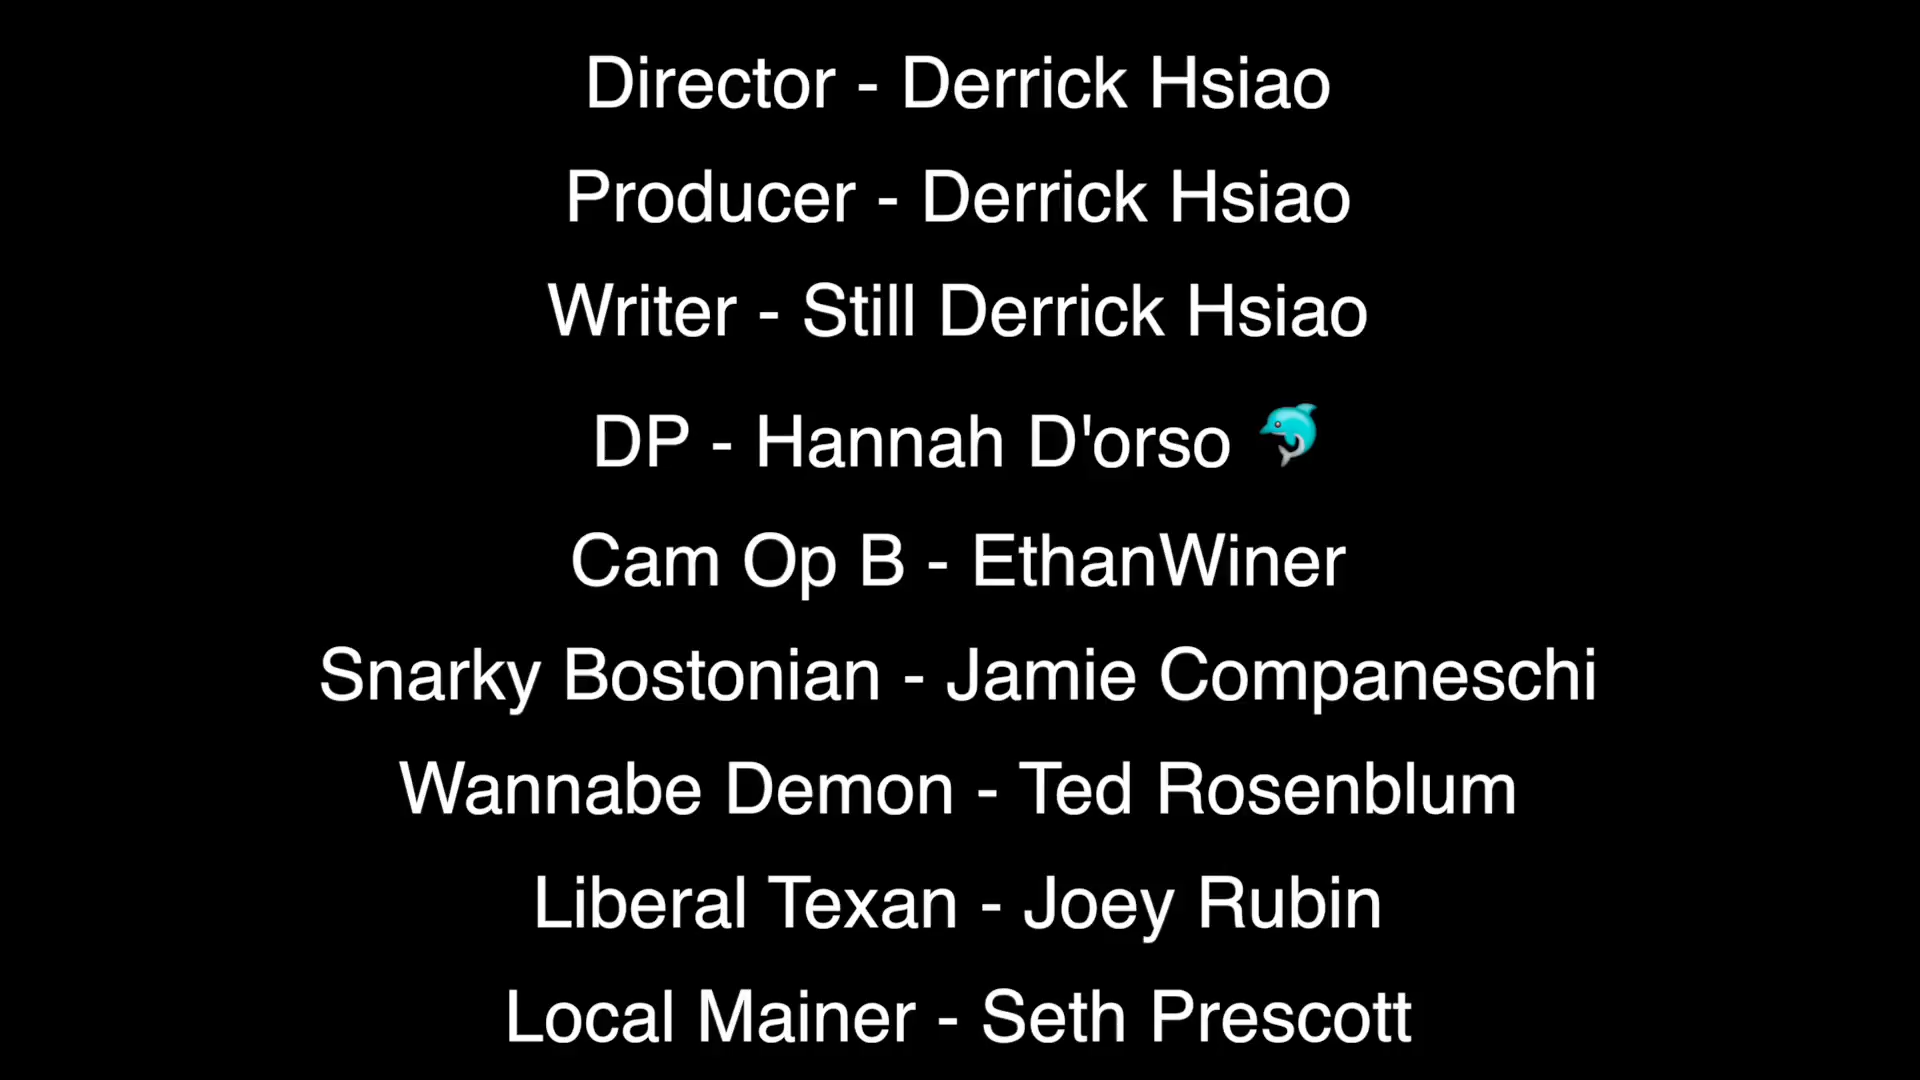 Director - Derrick Hsiao
Producer - Derrick Hsiao
Writer - Still Derrick Hsiao
DP - Hannah D'orso 🐬
Cam Op B - EthanWiner
Snarky Bostonian - Jamie Companeschi
Wannabe Demon - Ted Rosenblum
Liberal Texan - Joey Rubin
Local Mainer - Seth Prescott